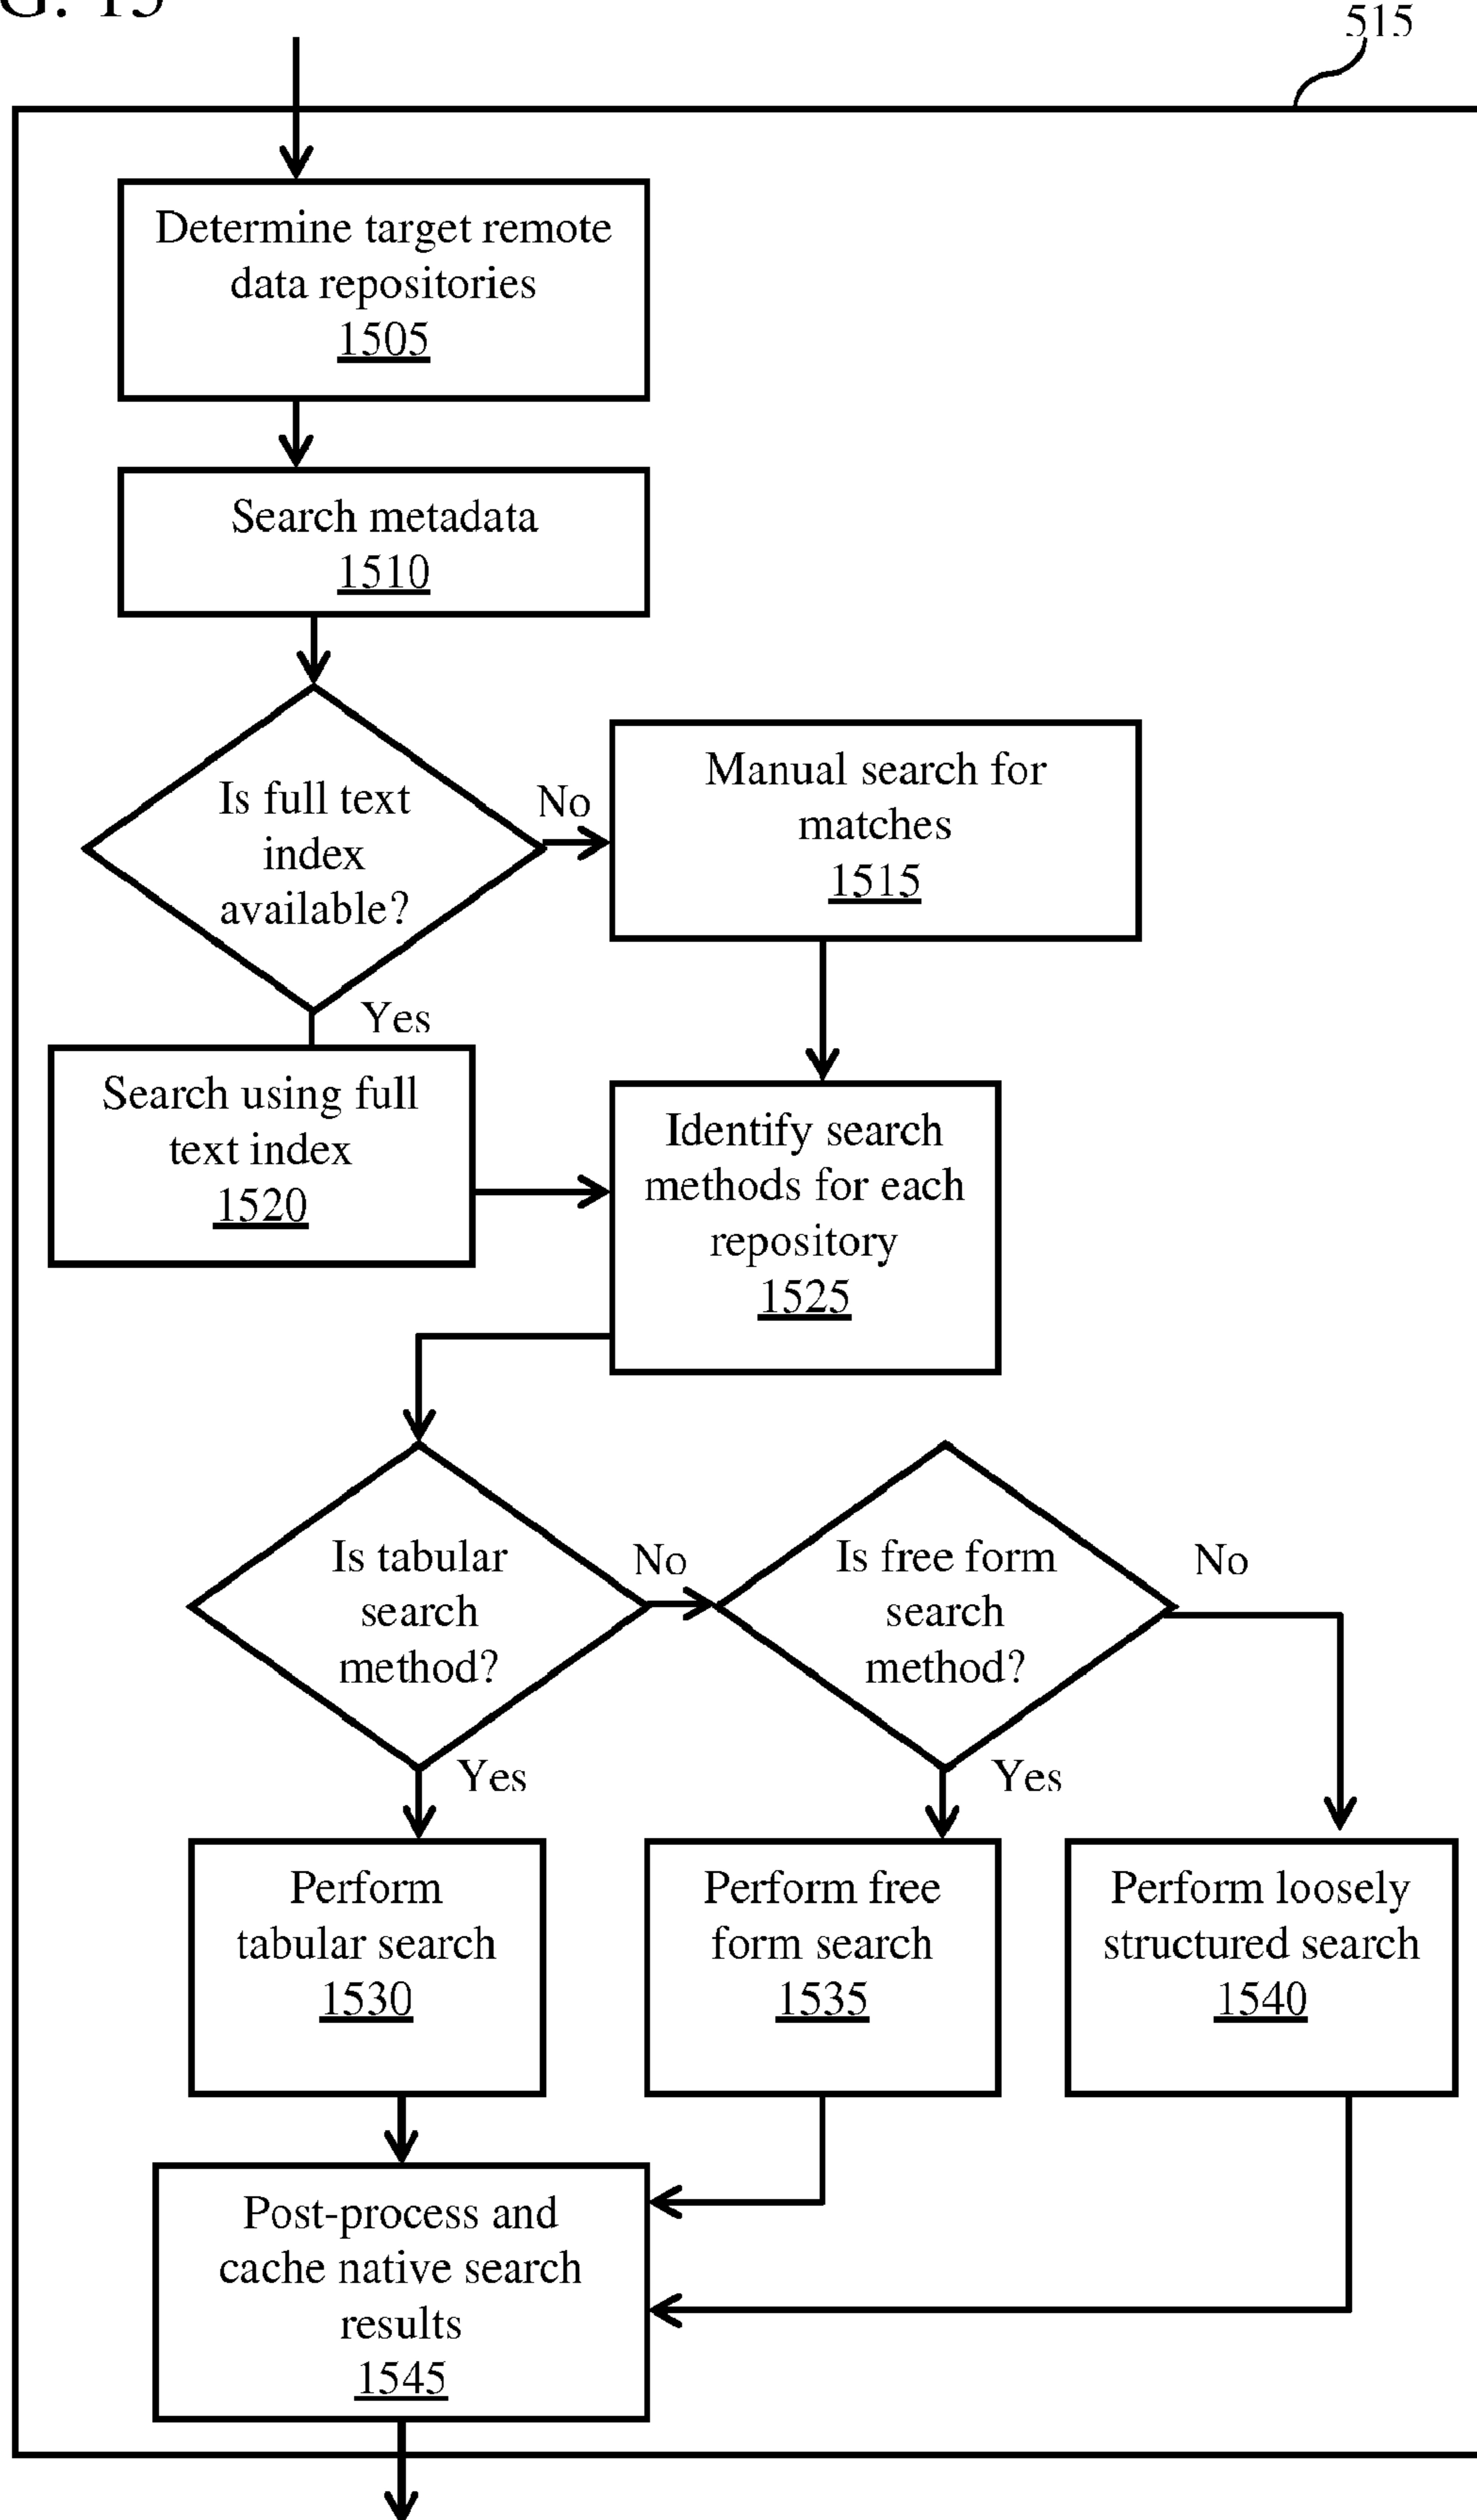 G. 15
515
Determine target remote
data repositories
1505
Search metadata
1510
Is full text
index
available?
No
Manual search for
matches
1515
Yes
Search using full
text index
1520
Identify search
methods for each
repository
1525
Is tabular
search
method?
No
Is free form
search
method?
No
Yes
Yes
Perform
tabular search
1530
Perform free
form search
1535
Perform loosely
structured search
1540
Post-process and
cache native search
results
1545